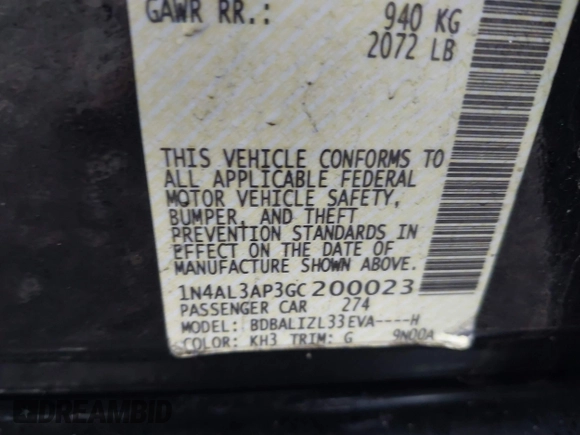 GAWR RR.: 940 KG
2072 LB
THIS VEHICLE CONFORMS TO
ALL APPLICABLE FEDERAL
MOTOR VEHICLE SAFETY,
BUMPER, AND THEFT
PREVENTION STANDARDS IN
EFFECT ON THE DATE OF
MANUFACTURE SHOWN ABOVE.
1N4AL3AP3GC200023
PASSENGER CAR 274
MODEL: BDBALIZL33EVA----H
COLOR: KH3 TRIM: G 9N00A
DREAMBID